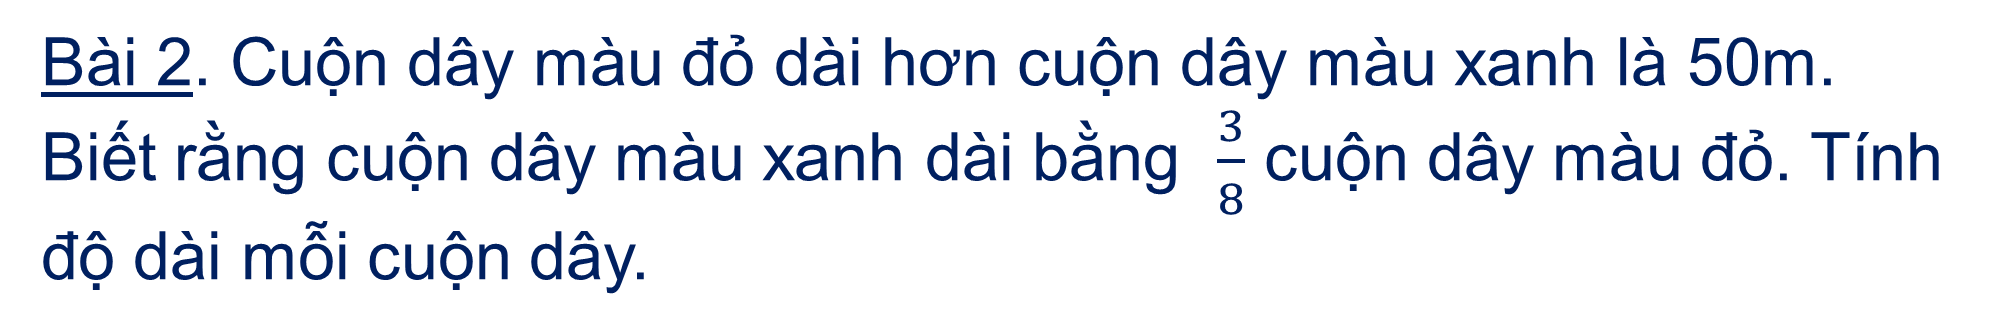 Bài 2. Cuộn dây màu đỏ dài hơn cuộn dây màu xanh là 50m.
Biết rằng cuộn dây màu xanh dài bằng 3/8 cuộn dây màu đỏ. Tính
độ dài mỗi cuộn dây.